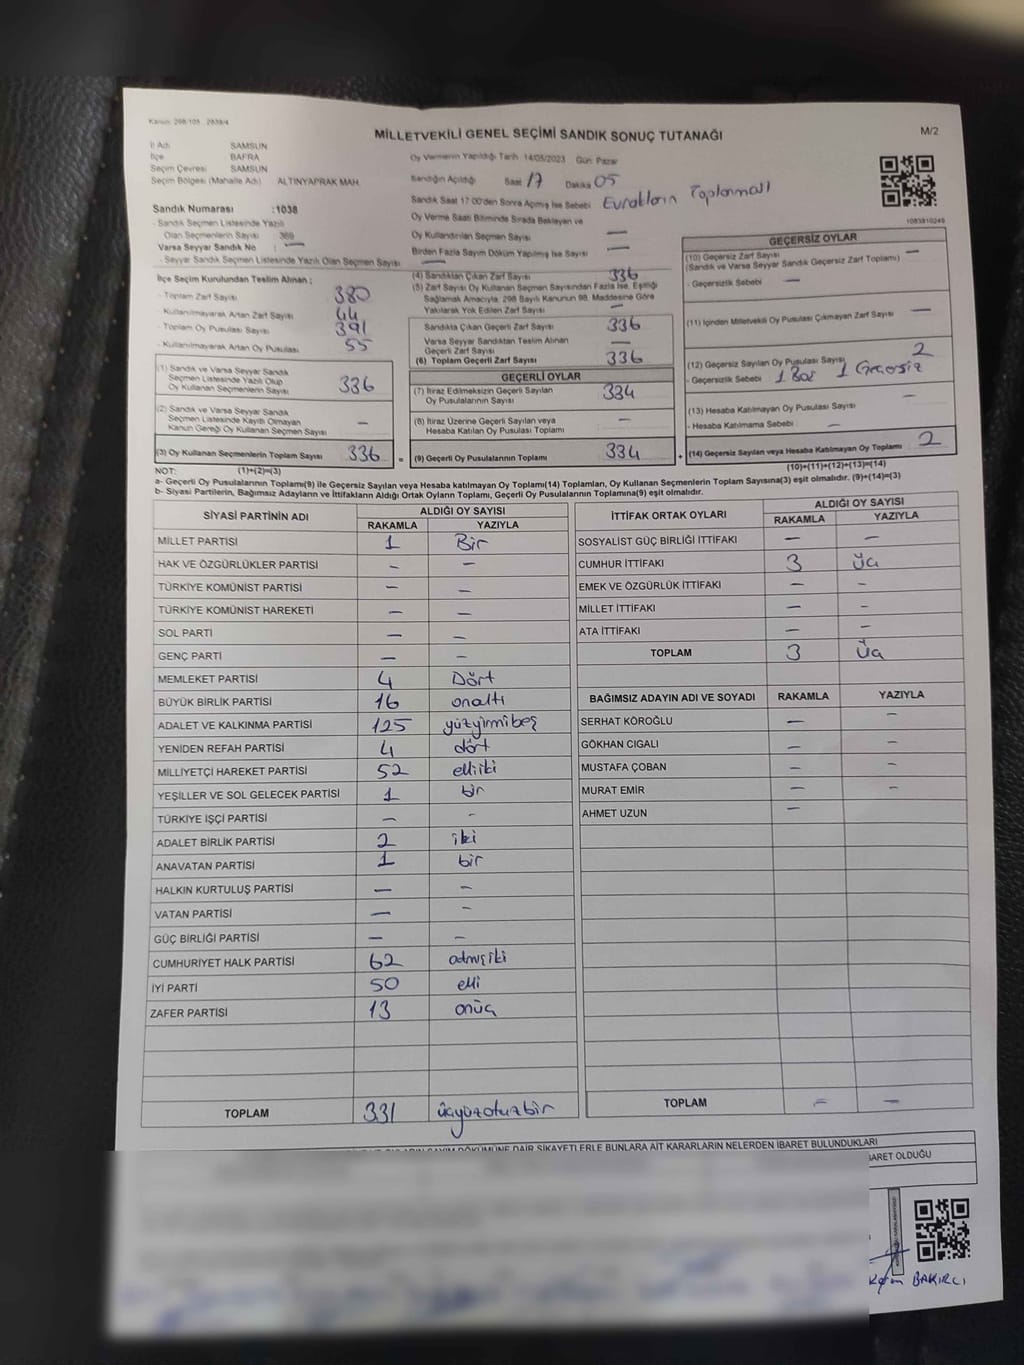 Kanun: 298/105 , 2839/4
MİLLETVEKİLİ GENEL SEÇİMİ SANDIK SONUÇ TUTANAĞI
M/2
İl Adı SAMSUN
İlçe BAFRA
Seçim Çevresi SAMSUN
Seçim Bölgesi (Mahalle Adı) ALTINYAPRAK MAH.
Sandık Numarası :1038
- Sandık Seçmen Listesinde Yazılı
Olan Seçmenlerin Sayısı 369
Varsa Seyyar Sandık No : —
- Seyyar Sandık Seçmen Listesinde Yazılı Olan Seçmen Sayısı —
Oy Vermenin Yapıldığı Tarih 14/05/2023 Gün Pazar
Sandığın Açıldığı Saat 17 Dakika 05
Sandık Saat 17:00'den Sonra Açılmış İse Sebebi Evrakların Toplanması
Oy Verme Saati Bitiminde Sırada Bekleyen ve
Oy Kullandırılan Seçmen Sayısı —
Birden Fazla Sayım Döküm Yapılmış İse Sayısı —
1083810249
İlçe Seçim Kurulundan Teslim Alınan ;
- Toplam Zarf Sayısı 380
- Kullanılmayarak Artan Zarf Sayısı 44
- Toplam Oy Pusulası Sayısı 391
- Kullanılmayarak Artan Oy Pusulası 55
(1) Sandık ve Varsa Seyyar Sandık
Seçmen Listesinde Yazılı Olup
Oy Kullanan Seçmenlerin Sayısı 336
(2) Sandık ve Varsa Seyyar Sandık
Seçmen Listesinde Kayıtlı Olmayan
Kanun Gereği Oy Kullanan Seçmen Sayısı —
(3) Oy Kullanan Seçmenlerin Toplam Sayısı 336 =
(4) Sandıktan Çıkan Zarf Sayısı 336
(5) Zarf Sayısı Oy Kullanan Seçmen Sayısından Fazla İse, Eşitliği
Sağlamak Amacıyla, 298 Sayılı Kanunun 98. Maddesine Göre
Yakılarak Yok Edilen Zarf Sayısı —
Sandıkta Çıkan Geçerli Zarf Sayısı 336
Varsa Seyyar Sandıktan Teslim Alınan
Geçerli Zarf Sayısı —
(6) Toplam Geçerli Zarf Sayısı 336
GEÇERLİ OYLAR
(7) İtiraz Edilmeksizin Geçerli Sayılan
Oy Pusulalarının Sayısı 334
(8) İtiraz Üzerine Geçerli Sayılan veya
Hesaba Katılan Oy Pusulası Toplamı —
(9) Geçerli Oy Pusulalarının Toplamı 334 +
GEÇERSİZ OYLAR
(10) Geçersiz Zarf Sayısı —
(Sandık ve Varsa Seyyar Sandık Geçersiz Zarf Toplamı)
- Geçersizlik Sebebi —
(11) İçinden Milletvekili Oy Pusulası Çıkmayan Zarf Sayısı —
(12) Geçersiz Sayılan Oy Pusulası Sayısı 2
- Geçersizlik Sebebi 1 Boş 1 Geçersiz
(13) Hesaba Katılmayan Oy Pusulası Sayısı —
- Hesaba Katılmama Sebebi —
(14) Geçersiz Sayılan veya Hesaba Katılmayan Oy Toplamı 2
NOT: (1)+(2)=(3) (10)+(11)+(12)+(13)=(14)
a- Geçerli Oy Pusulalarının Toplamı(9) ile Geçersiz Sayılan veya Hesaba katılmayan Oy Toplamı(14) Toplamları, Oy Kullanan Seçmenlerin Toplam Sayısına(3) eşit olmalıdır. (9)+(14)=(3)
b- Siyasi Partilerin, Bağımsız Adayların ve İttifakların Aldığı Ortak Oyların Toplamı, Geçerli Oy Pusulalarının Toplamına(9) eşit olmalıdır.
SİYASİ PARTİNİN ADI ALDIĞI OY SAYISI
RAKAMLA YAZIYLA
MİLLET PARTİSİ 1 Bir
HAK VE ÖZGÜRLÜKLER PARTİSİ — —
TÜRKİYE KOMÜNİST PARTİSİ — —
TÜRKİYE KOMÜNİST HAREKETİ — —
SOL PARTİ — —
GENÇ PARTİ — —
MEMLEKET PARTİSİ 4 Dört
BÜYÜK BİRLİK PARTİSİ 16 onaltı
ADALET VE KALKINMA PARTİSİ 125 yüzyirmibeş
YENİDEN REFAH PARTİSİ 4 dört
MİLLİYETÇİ HAREKET PARTİSİ 52 elliiki
YEŞİLLER VE SOL GELECEK PARTİSİ 1 bir
TÜRKİYE İŞÇİ PARTİSİ — —
ADALET BİRLİK PARTİSİ 2 iki
ANAVATAN PARTİSİ 1 bir
HALKIN KURTULUŞ PARTİSİ — —
VATAN PARTİSİ — —
GÜÇ BİRLİĞİ PARTİSİ — —
CUMHURİYET HALK PARTİSİ 62 atmışiki
İYİ PARTİ 50 elli
ZAFER PARTİSİ 13 onüç
TOPLAM 331 üçyüzotuzbir
İTTİFAK ORTAK OYLARI ALDIĞI OY SAYISI
RAKAMLA YAZIYLA
SOSYALİST GÜÇ BİRLİĞİ İTTİFAKI — —
CUMHUR İTTİFAKI 3 üç
EMEK VE ÖZGÜRLÜK İTTİFAKI — —
MİLLET İTTİFAKI — —
ATA İTTİFAKI — —
TOPLAM 3 üç
BAĞIMSIZ ADAYIN ADI VE SOYADI RAKAMLA YAZIYLA
SERHAT KÖROĞLU — —
GÖKHAN CIGALI — —
MUSTAFA ÇOBAN — —
MURAT EMİR — —
AHMET UZUN —
TOPLAM — —
SAYIM DÖKÜMÜNE DAİR ŞİKAYETLERLE BUNLARA AİT KARARLARIN NELERDEN İBARET BULUNDUKLARI
İBARET OLDUĞU
BAKIRCI